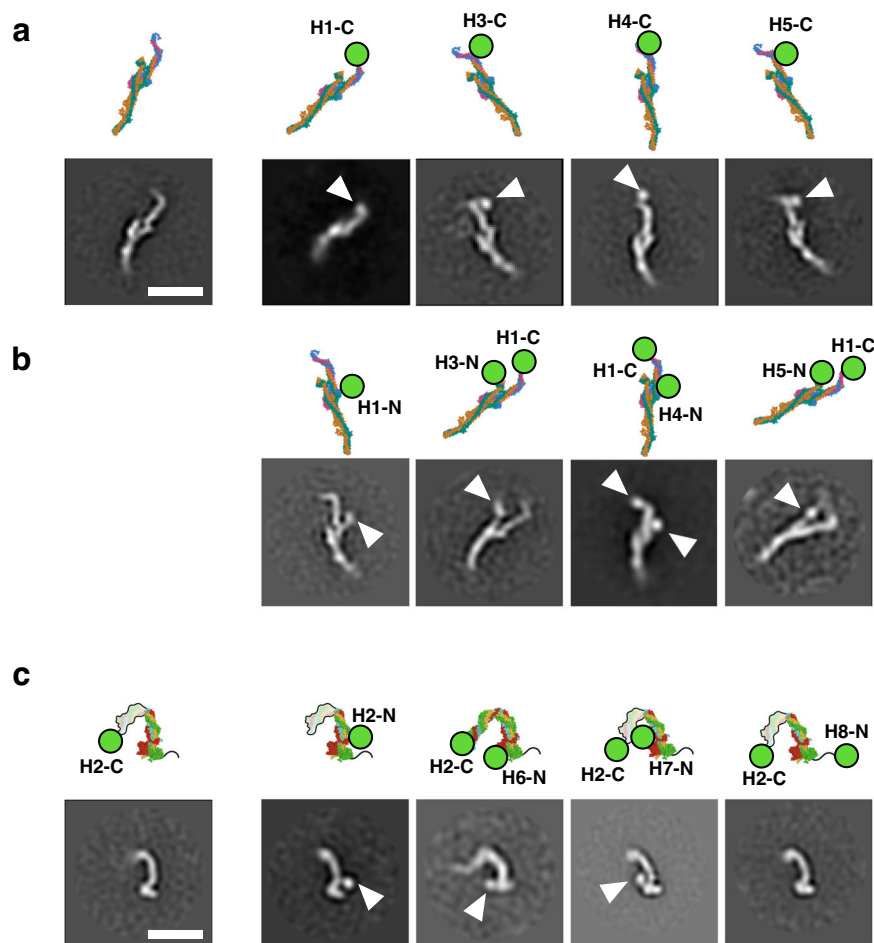 a
H1-C
H3-C
H4-C
H5-C
b
H1-N
H3-N
H1-C
H1-C
H4-N
H5-N
H1-C
c
H2-C
H2-N
H2-C
H6-N
H2-C
H7-N
H2-C
H8-N